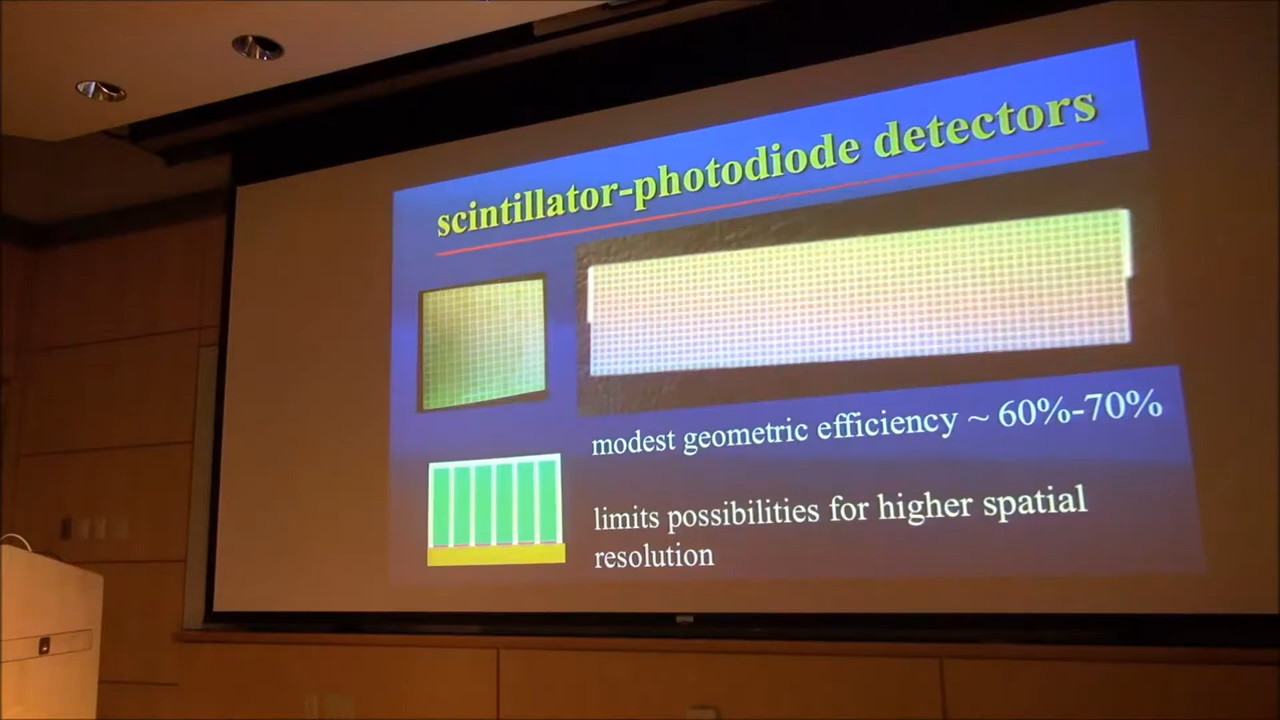 scintillator-photodiode detectors
modest geometric efficiency ~ 60%-70%
limits possibilities for higher spatial
resolution